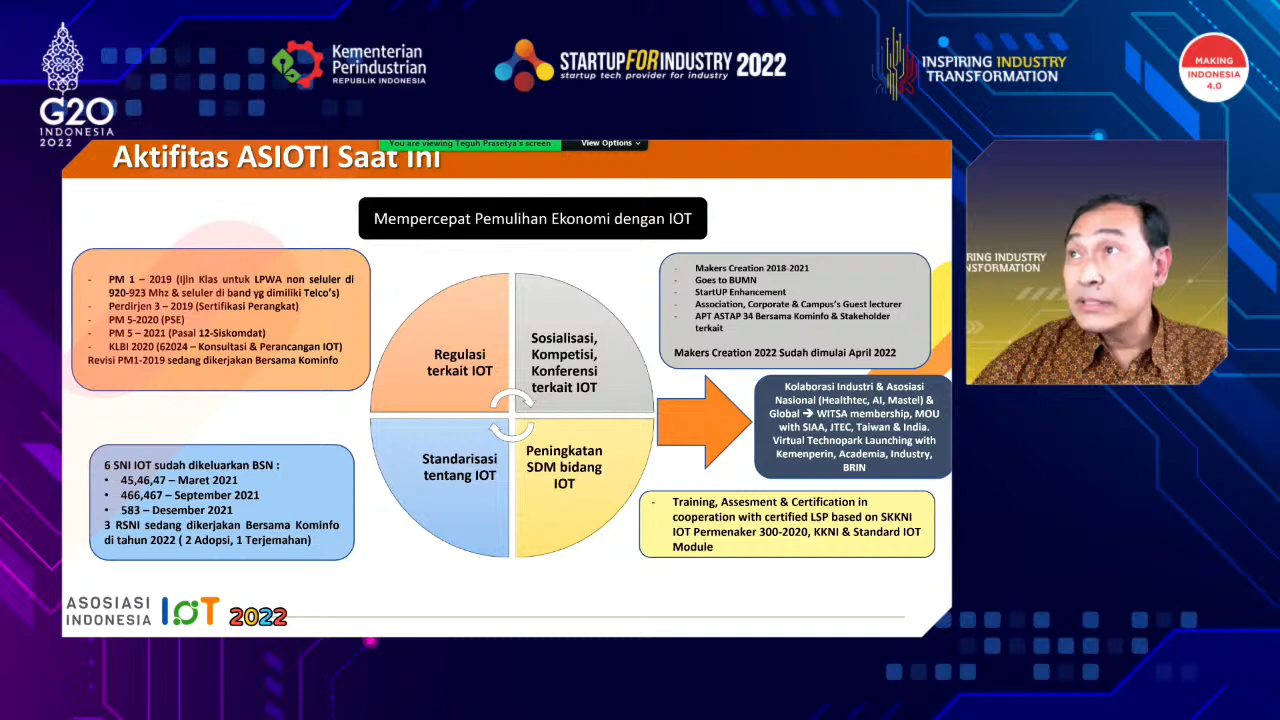 G20
INDONESIA
2022
Kementerian
Perindustrian
REPUBLIK INDONESIA
STARTUPFORINDUSTRY 2022
startup tech provider for industry
INSPIRING INDUSTRY
TRANSFORMATION
MAKING
INDONESIA
4.0
You are viewing Teguh Prasetya's screen
View Options
Aktifitas ASIOTI Saat Ini
Mempercepat Pemulihan Ekonomi dengan IOT
- PM 1 – 2019 (Ijin Klas untuk LPWA non seluler di
920-923 Mhz & seluler di band yg dimiliki Telco's)
- Perdirjen 3 – 2019 (Sertifikasi Perangkat)
- PM 5-2020 (PSE)
- PM 5 – 2021 (Pasal 12-Siskomdat)
- KLBI 2020 (62024 – Konsultasi & Perancangan IOT)
Revisi PM1-2019 sedang dikerjakan Bersama Kominfo
Regulasi
terkait IOT
Sosialisasi,
Kompetisi,
Konferensi
terkait IOT
Standarisasi
tentang IOT
Peningkatan
SDM bidang
IOT
- Makers Creation 2018-2021
- Goes to BUMN
- StartUP Enhancement
- Association, Corporate & Campus's Guest lecturer
- APT ASTAP 34 Bersama Kominfo & Stakeholder
terkait
Makers Creation 2022 Sudah dimulai April 2022
Kolaborasi Industri & Asosiasi
Nasional (Healthtec, AI, Mastel) &
Global ➔ WITSA membership, MOU
with SIAA, JTEC, Taiwan & India.
Virtual Technopark Launching with
Kemenperin, Academia, Industry,
BRIN
6 SNI IOT sudah dikeluarkan BSN :
• 45,46,47 – Maret 2021
• 466,467 – September 2021
• 583 – Desember 2021
3 RSNI sedang dikerjakan Bersama Kominfo
di tahun 2022 ( 2 Adopsi, 1 Terjemahan)
- Training, Assesment & Certification in
cooperation with certified LSP based on SKKNI
IOT Permenaker 300-2020, KKNI & Standard IOT
Module
ASOSIASI
INDONESIA
IOT
2022
RING INDUSTRY
NSFORMATION